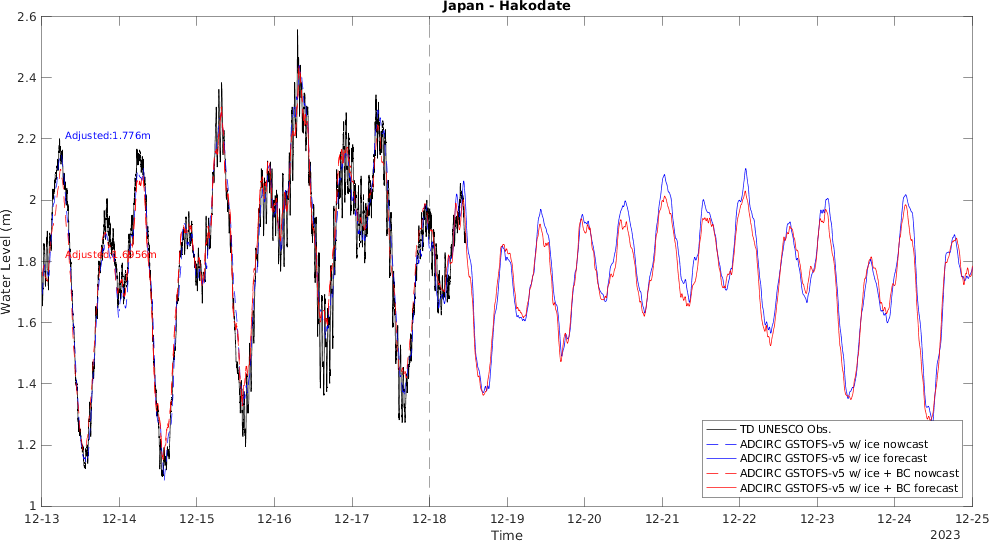 Japan - Hakodate
Water Level (m)
2.6
2.4
2.2
2
1.8
1.6
1.4
1.2
1
Adjusted:1.776m
Adjusted:1.6956m
TD UNESCO Obs.
ADCIRC GSTOFS-v5 w/ ice nowcast
ADCIRC GSTOFS-v5 w/ ice forecast
ADCIRC GSTOFS-v5 w/ ice + BC nowcast
ADCIRC GSTOFS-v5 w/ ice + BC forecast
12-13 12-14 12-15 12-16 12-17 12-18 12-19 12-20 12-21 12-22 12-23 12-24 12-25
Time
2023